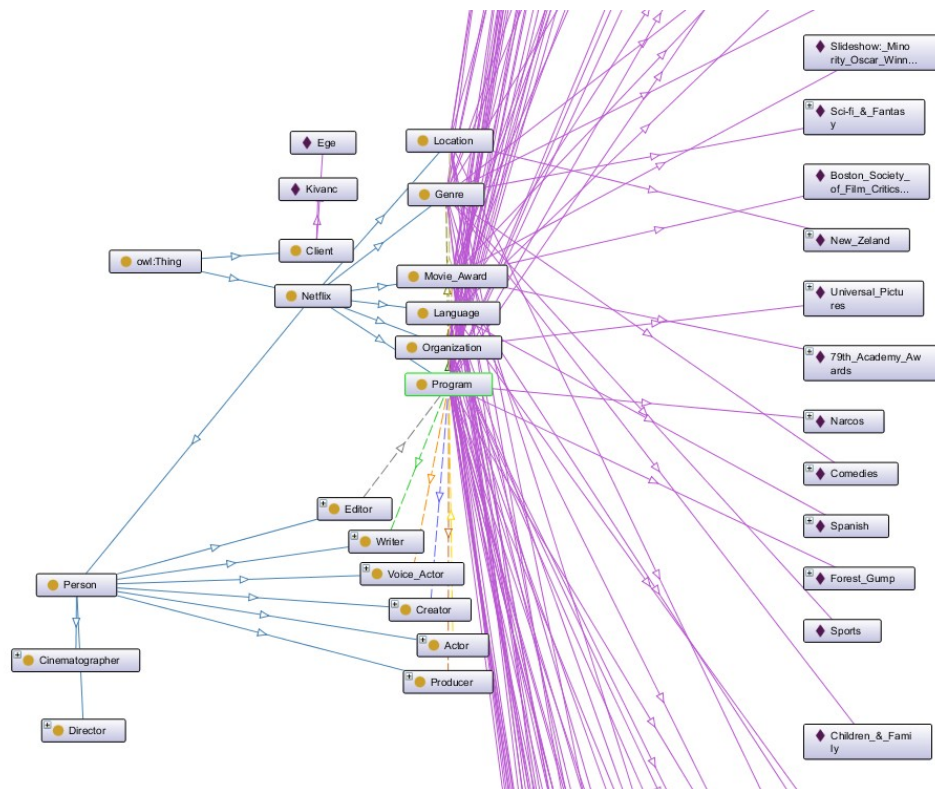 Slideshow:_Mino
rity_Oscar_Winn...
Sci-fi_&_Fantas
y
Ege
Location
Kivanc
Genre
Boston_Society_
of_Film_Critics...
New_Zeland
owl:Thing
Client
Movie_Award
Netflix
Language
Universal_Pictu
res
Organization
79th_Academy_Aw
ards
Program
Narcos
Comedies
Editor
Spanish
Writer
Voice_Actor
Forest_Gump
Person
Creator
Sports
Actor
Cinematographer
Producer
Director
Children_&_Fami
ly